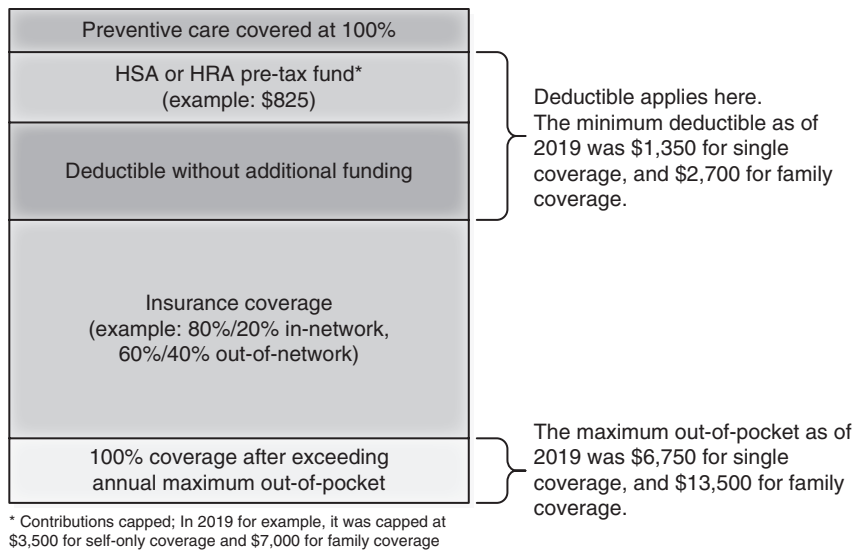 Preventive care covered at 100%
HSA or HRA pre-tax fund*
(example: $825)
Deductible without additional funding
Deductible applies here.
The minimum deductible as of
2019 was $1,350 for single
coverage, and $2,700 for family
coverage.
Insurance coverage
(example: 80%/20% in-network,
60%/40% out-of-network)
100% coverage after exceeding
annual maximum out-of-pocket
The maximum out-of-pocket as of
2019 was $6,750 for single
coverage, and $13,500 for family
coverage.
* Contributions capped; In 2019 for example, it was capped at
$3,500 for self-only coverage and $7,000 for family coverage